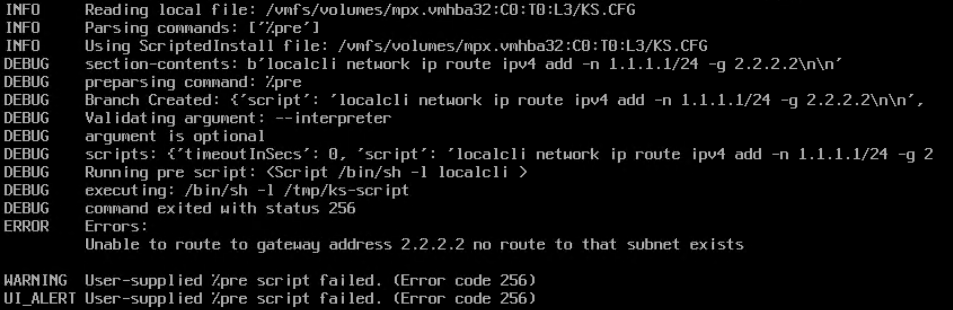 INFO Reading local file: /vmfs/volumes/mpx.vmhba32:C0:T0:L3/KS.CFG
INFO Parsing commands: ['%pre']
INFO Using ScriptedInstall file: /vmfs/volumes/mpx.vmhba32:C0:T0:L3/KS.CFG
DEBUG section-contents: b'localcli network ip route ipv4 add -n 1.1.1.1/24 -g 2.2.2.2\n\n'
DEBUG preparsing command: %pre
DEBUG Branch Created: {'script': 'localcli network ip route ipv4 add -n 1.1.1.1/24 -g 2.2.2.2\n\n',
DEBUG Validating argument: --interpreter
DEBUG argument is optional
DEBUG scripts: {'timeoutInSecs': 0, 'script': 'localcli network ip route ipv4 add -n 1.1.1.1/24 -g 2
DEBUG Running pre script: <Script /bin/sh -l localcli >
DEBUG executing: /bin/sh -l /tmp/ks-script
DEBUG command exited with status 256
ERROR Errors:
Unable to route to gateway address 2.2.2.2 no route to that subnet exists
WARNING User-supplied %pre script failed. (Error code 256)
UI_ALERT User-supplied %pre script failed. (Error code 256)